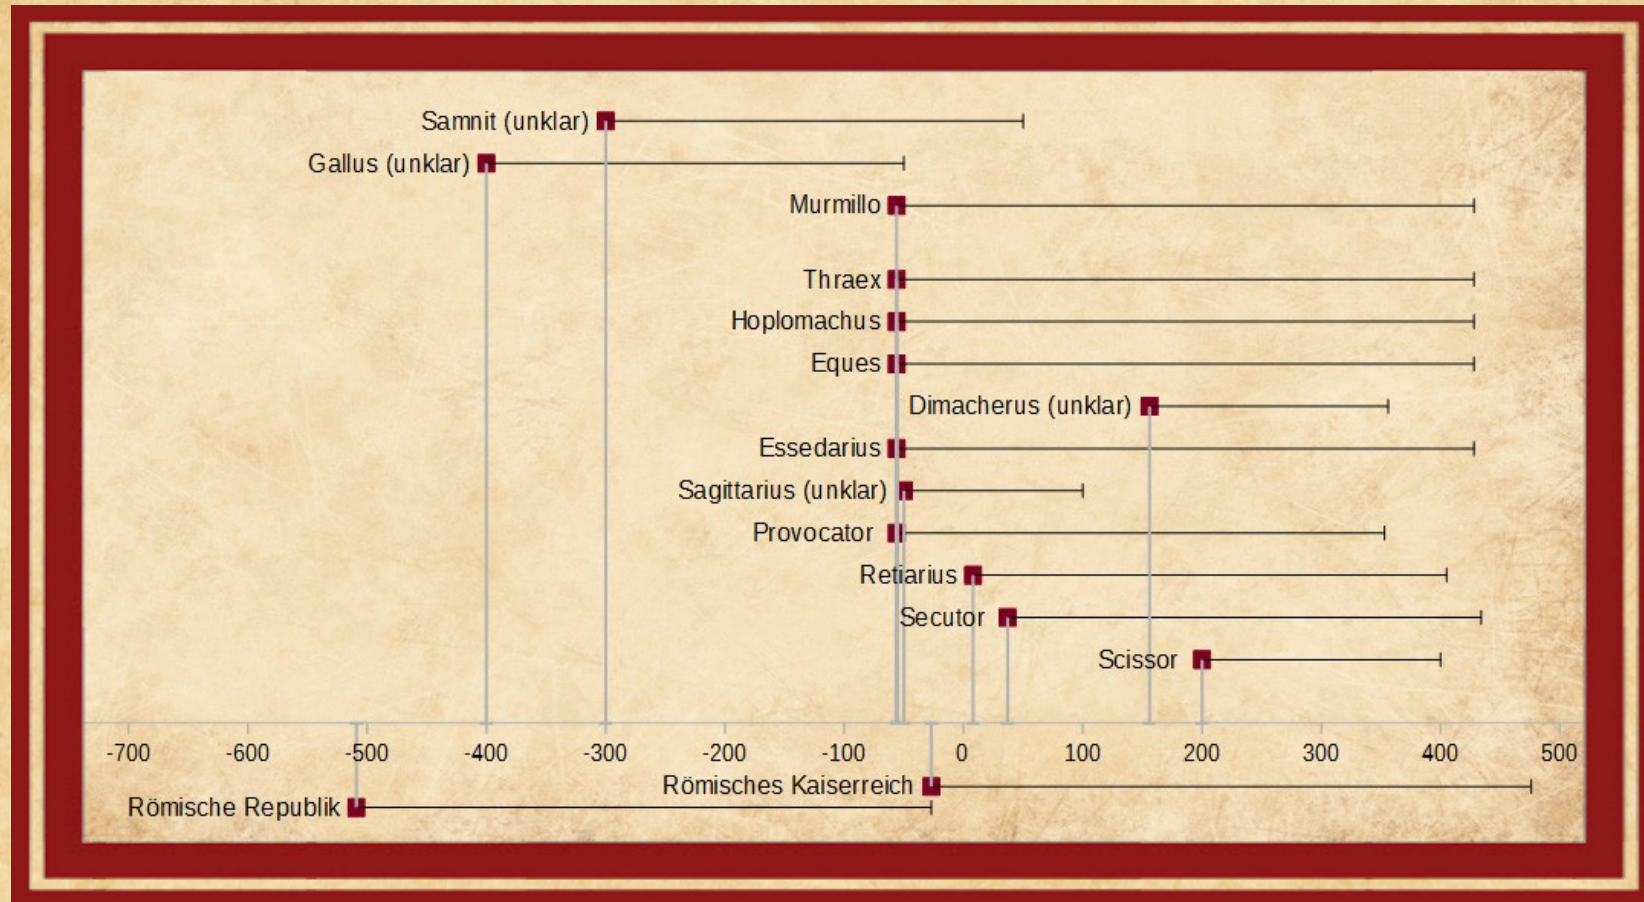 Samnit (unklar)
Gallus (unklar)
Murmillo
Thraex
Hoplomachus
Eques
Dimacherus (unklar)
Essedarius
Sagittarius (unklar)
Provocator
Retiarius
Secutor
Scissor
-700 -600 -500 -400 -300 -200 -100 0 100 200 300 400 500
Römisches Kaiserreich
Römische Republik